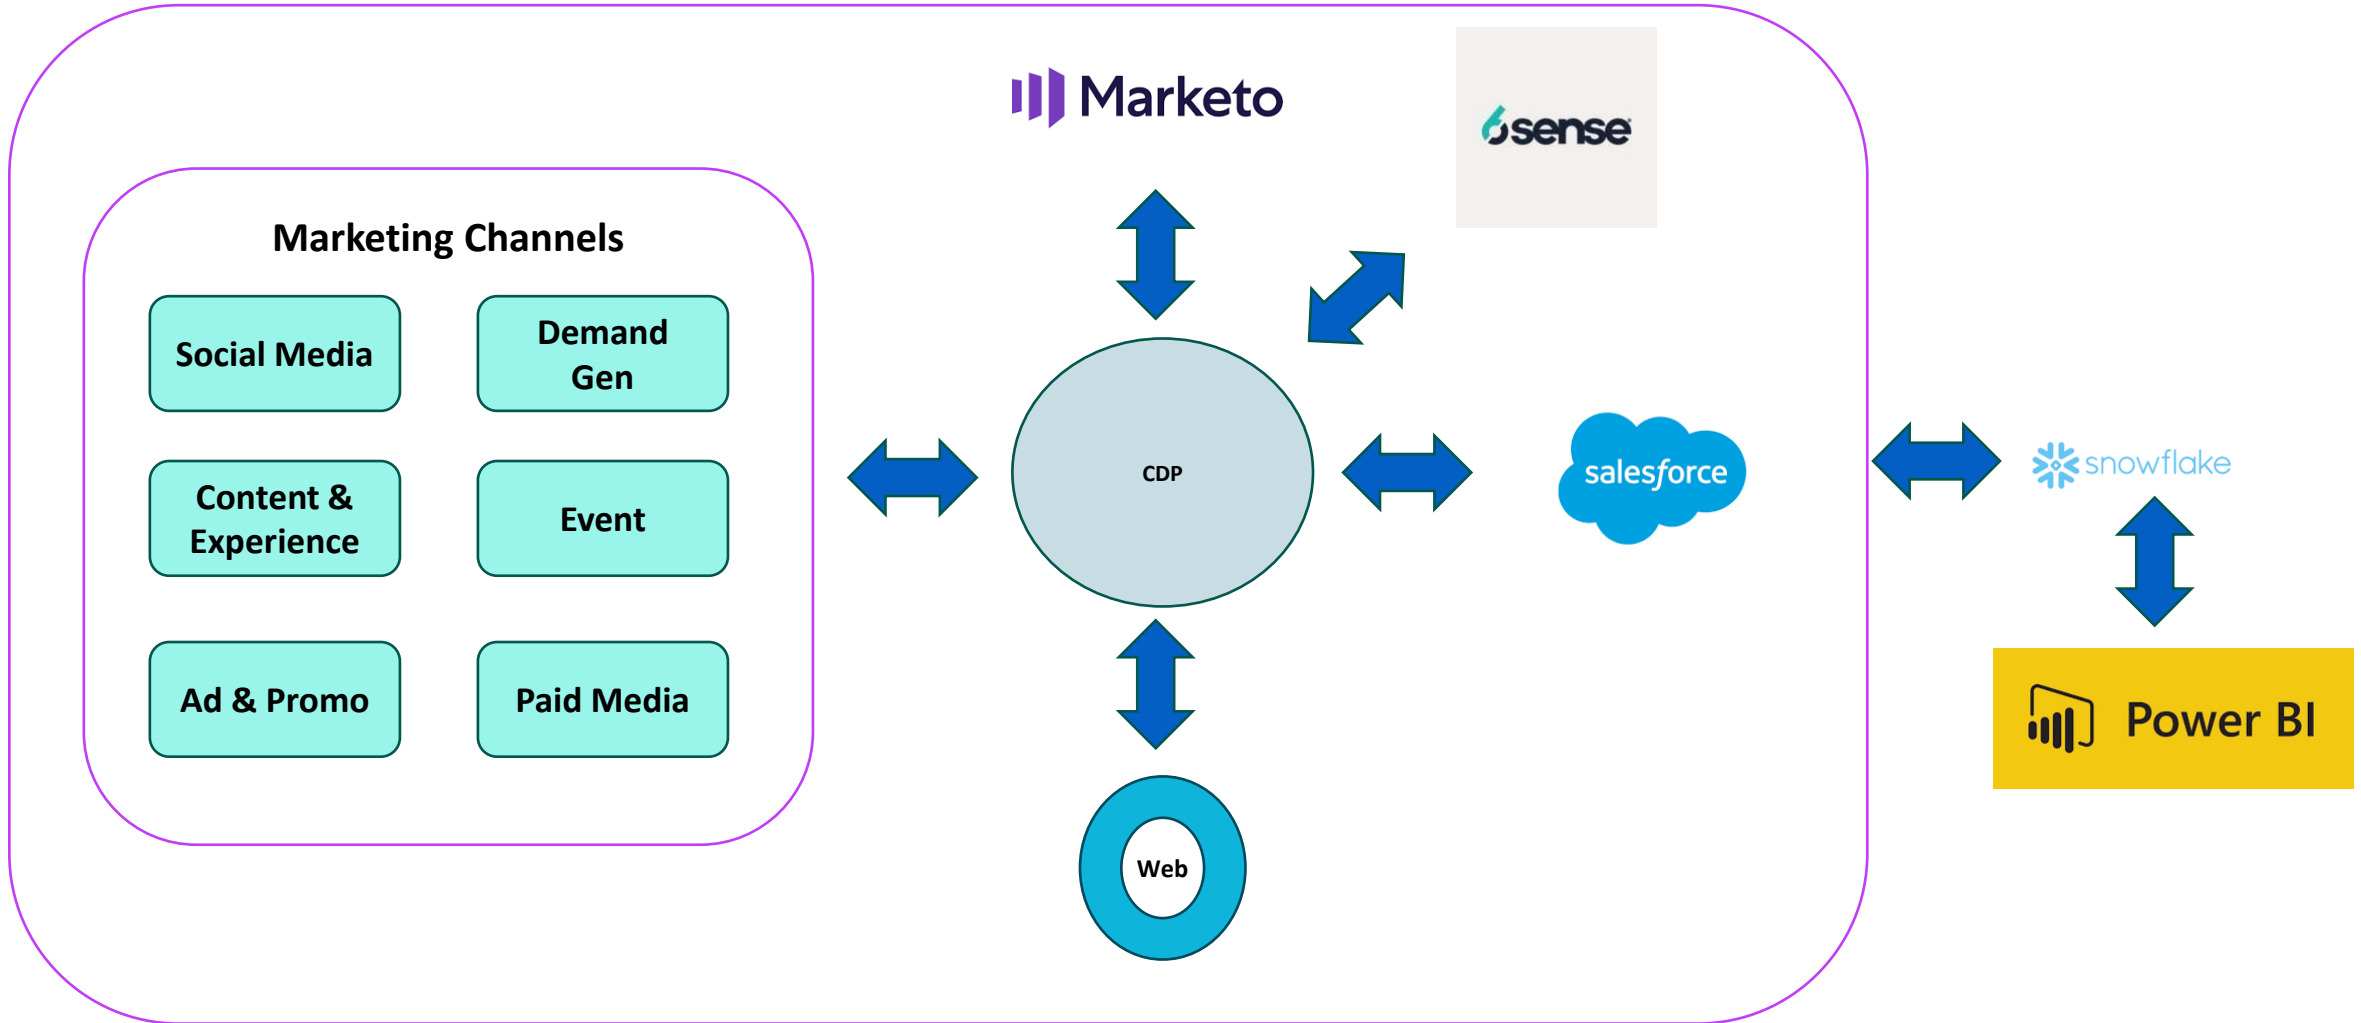 Marketo
6sense
Marketing Channels
Social Media
Demand
Gen
Content &
Experience
Event
Ad & Promo
Paid Media
CDP
salesforce
snowflake
Power BI
Web